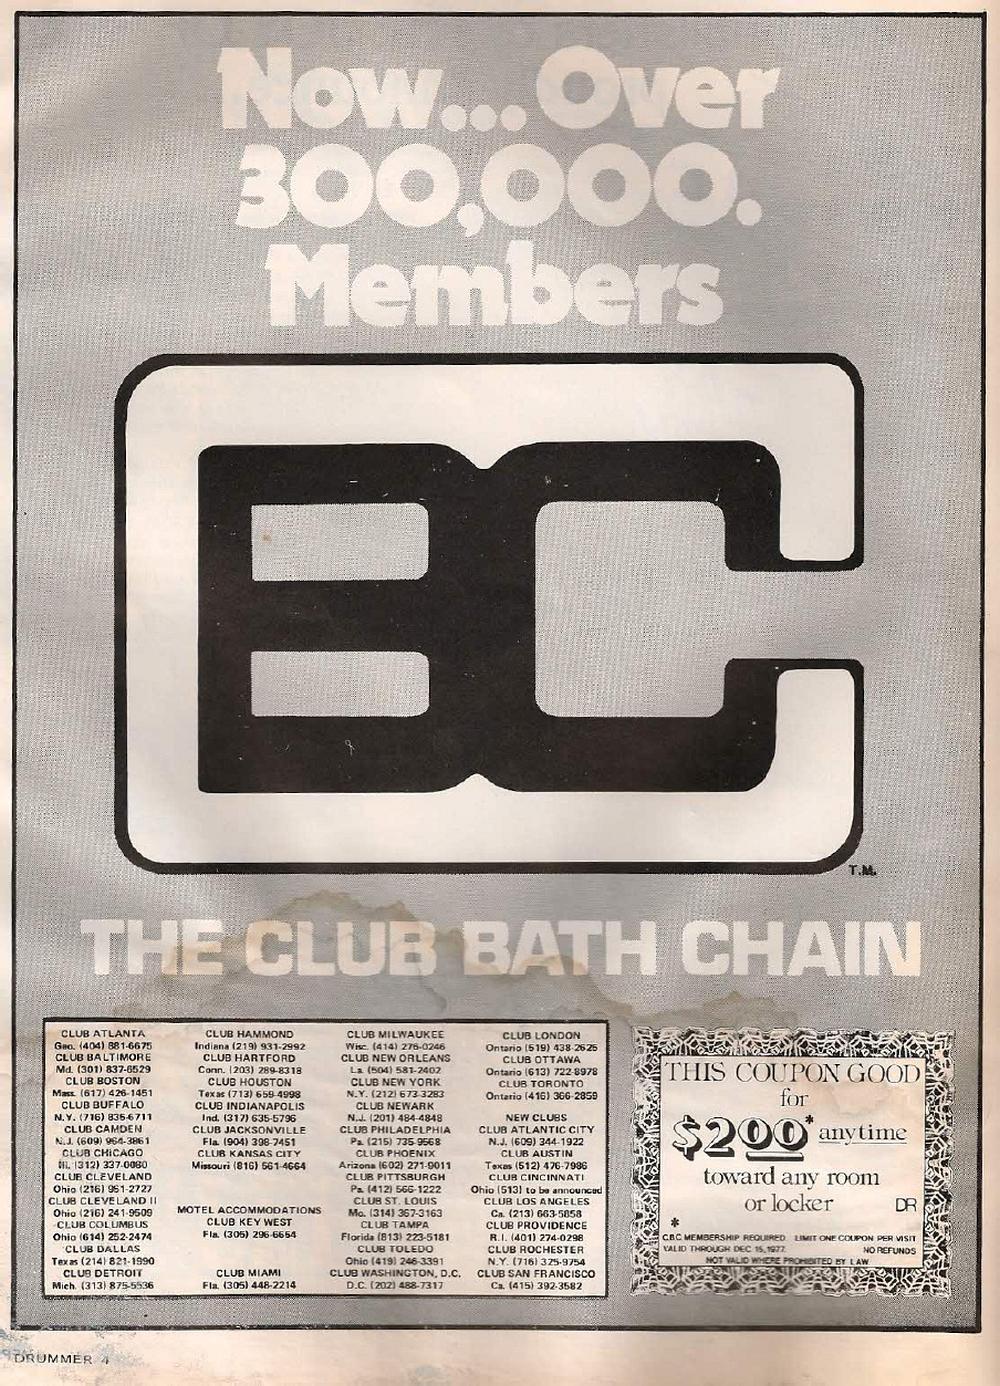 Now... Over
300,000.
Members
BC
T.M.
THE CLUB BATH CHAIN
CLUB ATLANTA
Geo. (404) 881-6675
CLUB BALTIMORE
Md. (301) 837-6529
CLUB BOSTON
Mass. (617) 426-1451
CLUB BUFFALO
N.Y. (716) 835-6711
CLUB CAMDEN
N.J. (609) 964-3861
CLUB CHICAGO
Ill. (312) 337-0080
CLUB CLEVELAND
Ohio (216) 961-2727
CLUB CLEVELAND II
Ohio (216) 241-9509
CLUB COLUMBUS
Ohio (614) 252-2474
CLUB DALLAS
Texas (214) 821-1990
CLUB DETROIT
Mich. (313) 875-5536
CLUB HAMMOND
Indiana (219) 931-2992
CLUB HARTFORD
Conn. (203) 289-8318
CLUB HOUSTON
Texas (713) 659-4998
CLUB INDIANAPOLIS
Ind. (317) 635-5796
CLUB JACKSONVILLE
Fla. (904) 398-7451
CLUB KANSAS CITY
Missouri (816) 561-4664
MOTEL ACCOMMODATIONS
CLUB KEY WEST
Fla. (305) 296-6654
CLUB MIAMI
Fla. (305) 448-2214
CLUB MILWAUKEE
Wisc. (414) 276-0246
CLUB NEW ORLEANS
La. (504) 581-2402
CLUB NEW YORK
N.Y. (212) 673-3283
CLUB NEWARK
N.J. (201) 484-4848
CLUB PHILADELPHIA
Pa. (215) 735-9568
CLUB PHOENIX
Arizona (602) 271-9011
CLUB PITTSBURGH
Pa. (412) 566-1222
CLUB ST. LOUIS
Mo. (314) 367-3163
CLUB TAMPA
Florida (813) 223-5181
CLUB TOLEDO
Ohio (419) 246-3391
CLUB WASHINGTON, D.C.
D.C. (202) 488-7317
CLUB LONDON
Ontario (519) 438-2625
CLUB OTTAWA
Ontario (613) 722-8978
CLUB TORONTO
Ontario (416) 366-2859
NEW CLUBS
CLUB ATLANTIC CITY
N.J. (609) 344-1922
CLUB AUSTIN
Texas (512) 476-7986
CLUB CINCINNATI
Ohio (513) to be announced
CLUB LOS ANGELES
Ca. (213) 663-5858
CLUB PROVIDENCE
R.I. (401) 274-0298
CLUB ROCHESTER
N.Y. (716) 325-9754
CLUB SAN FRANCISCO
Ca. (415) 392-3582
THIS COUPON GOOD
for
$2.00* anytime
toward any room
or locker DR
*
C.B.C. MEMBERSHIP REQUIRED LIMIT ONE COUPON PER VISIT
VALID THROUGH DEC. 15, 1977. NO REFUNDS
NOT VALID WHERE PROHIBITED BY LAW
DRUMMER 4